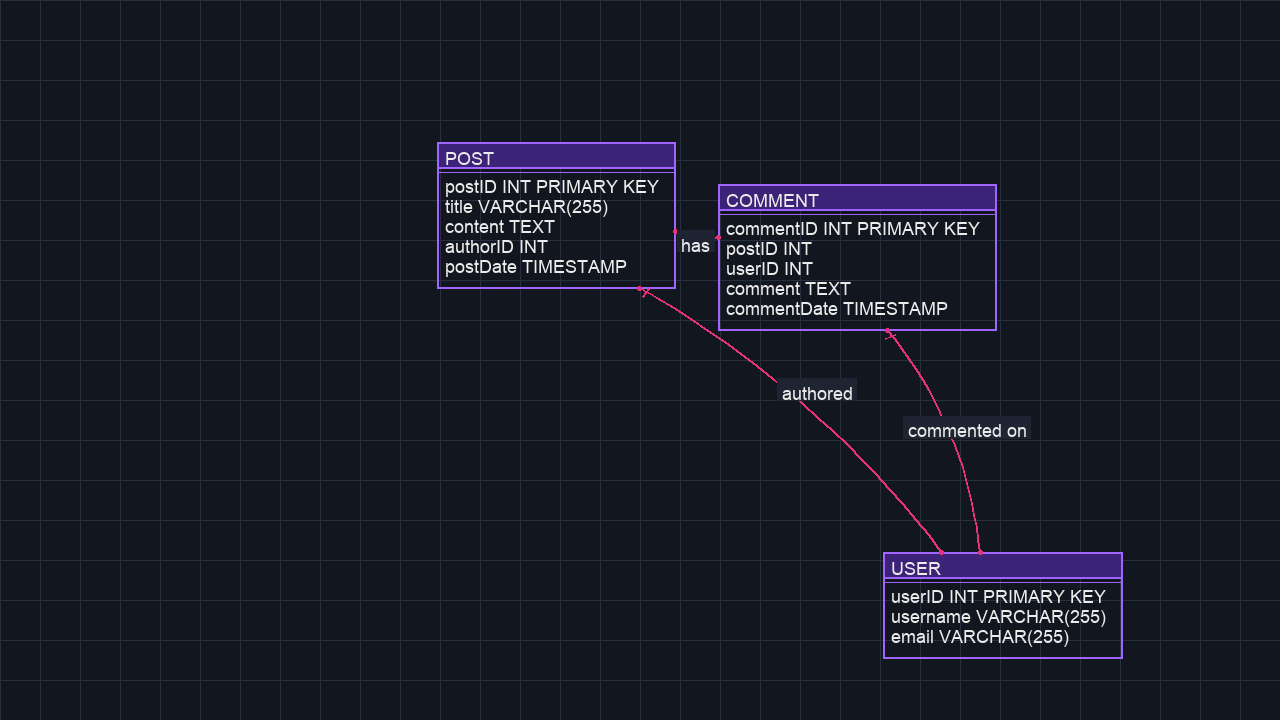 POST
postID INT PRIMARY KEY
title VARCHAR(255)
content TEXT
authorID INT
postDate TIMESTAMP
has
COMMENT
commentID INT PRIMARY KEY
postID INT
userID INT
comment TEXT
commentDate TIMESTAMP
authored
commented on
USER
userID INT PRIMARY KEY
username VARCHAR(255)
email VARCHAR(255)